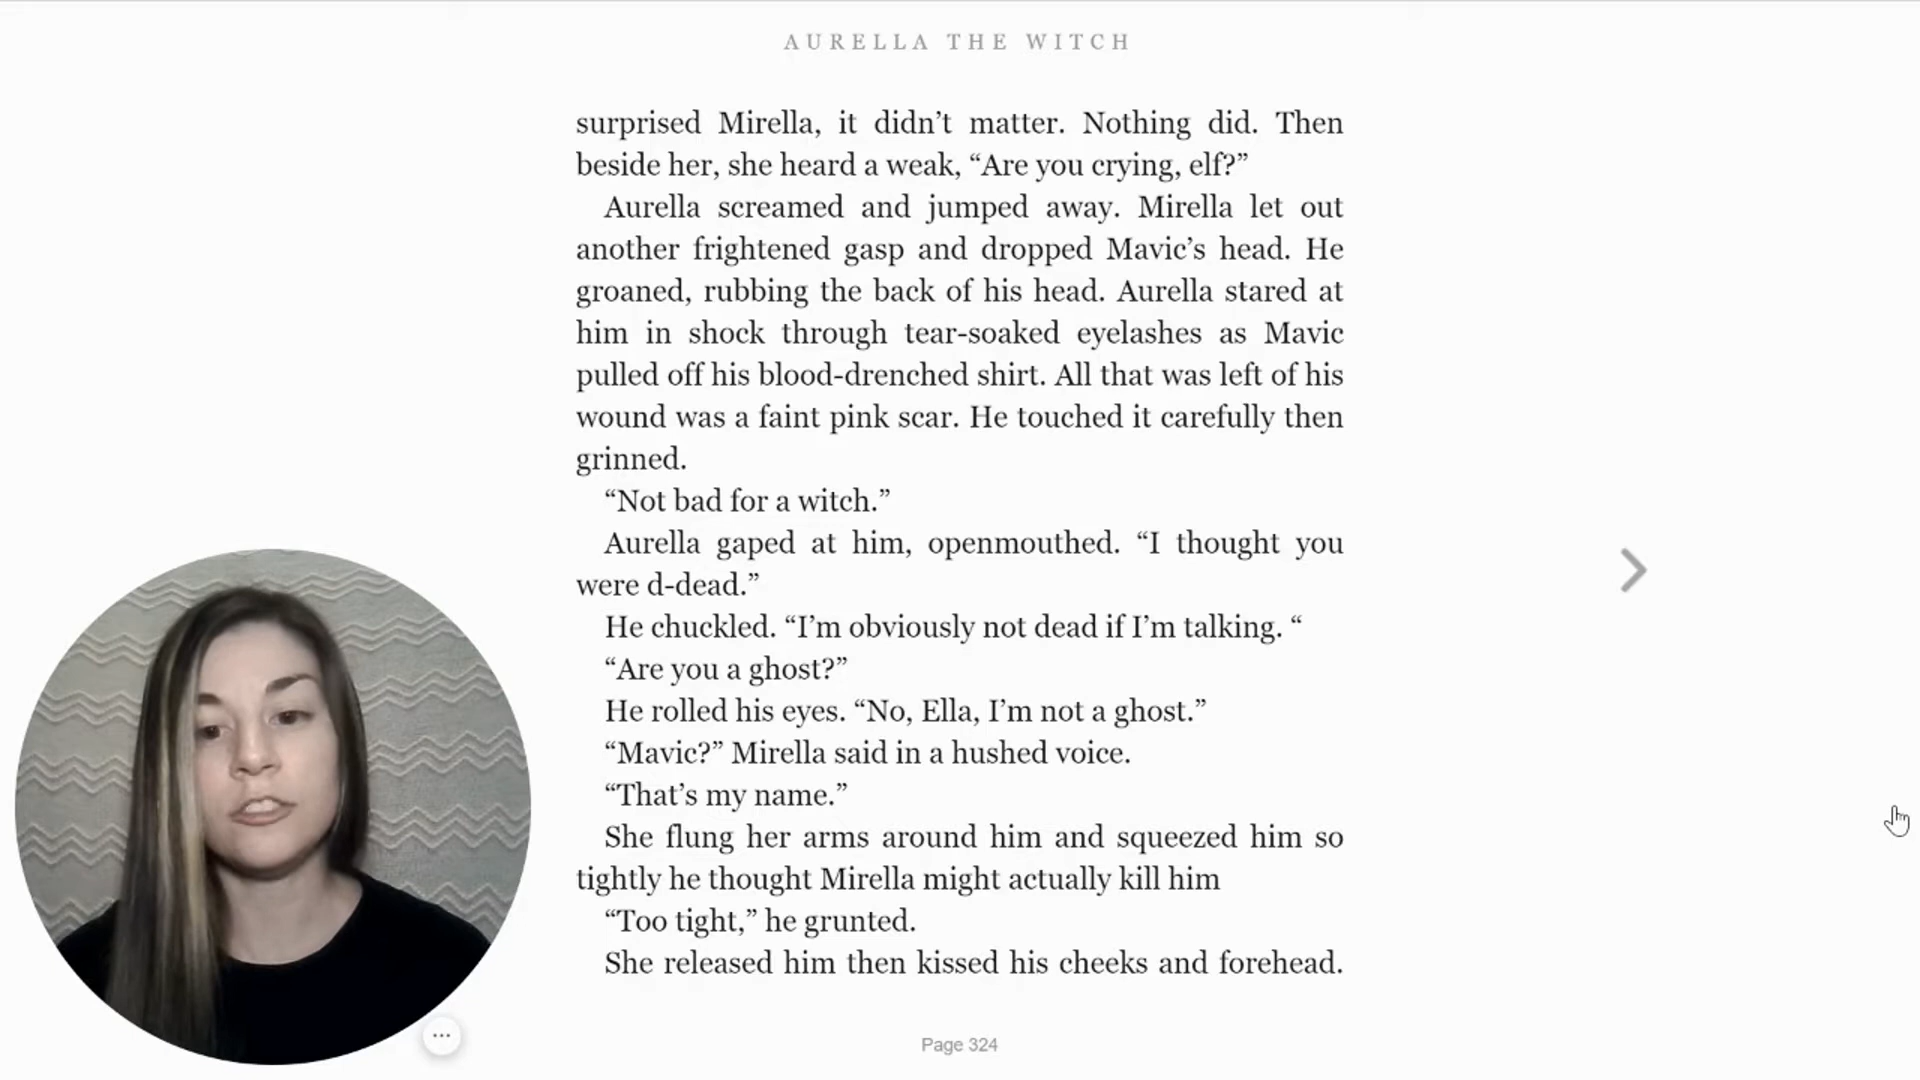 AURELLA THE WITCH
surprised Mirella, it didn’t matter. Nothing did. Then
beside her, she heard a weak, “Are you crying, elf?”
Aurella screamed and jumped away. Mirella let out
another frightened gasp and dropped Mavic’s head. He
groaned, rubbing the back of his head. Aurella stared at
him in shock through tear-soaked eyelashes as Mavic
pulled off his blood-drenched shirt. All that was left of his
wound was a faint pink scar. He touched it carefully then
grinned.
“Not bad for a witch.”
Aurella gaped at him, openmouthed. “I thought you
were d-dead.”
He chuckled. “I’m obviously not dead if I’m talking. “
“Are you a ghost?”
He rolled his eyes. “No, Ella, I’m not a ghost.”
“Mavic?” Mirella said in a hushed voice.
“That’s my name.”
She flung her arms around him and squeezed him so
tightly he thought Mirella might actually kill him
“Too tight,” he grunted.
She released him then kissed his cheeks and forehead.
Page 324